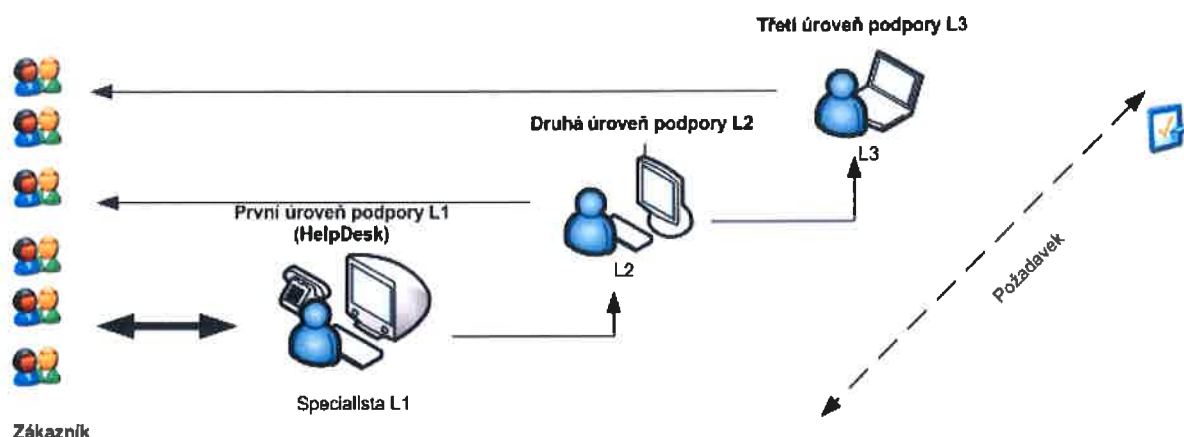 Třetí úroveň podpory L3
L3
Druhá úroveň podpory L2
L2
První úroveň podpory L1
(HelpDesk)
Specialista L1
Požadavek
Zákazník